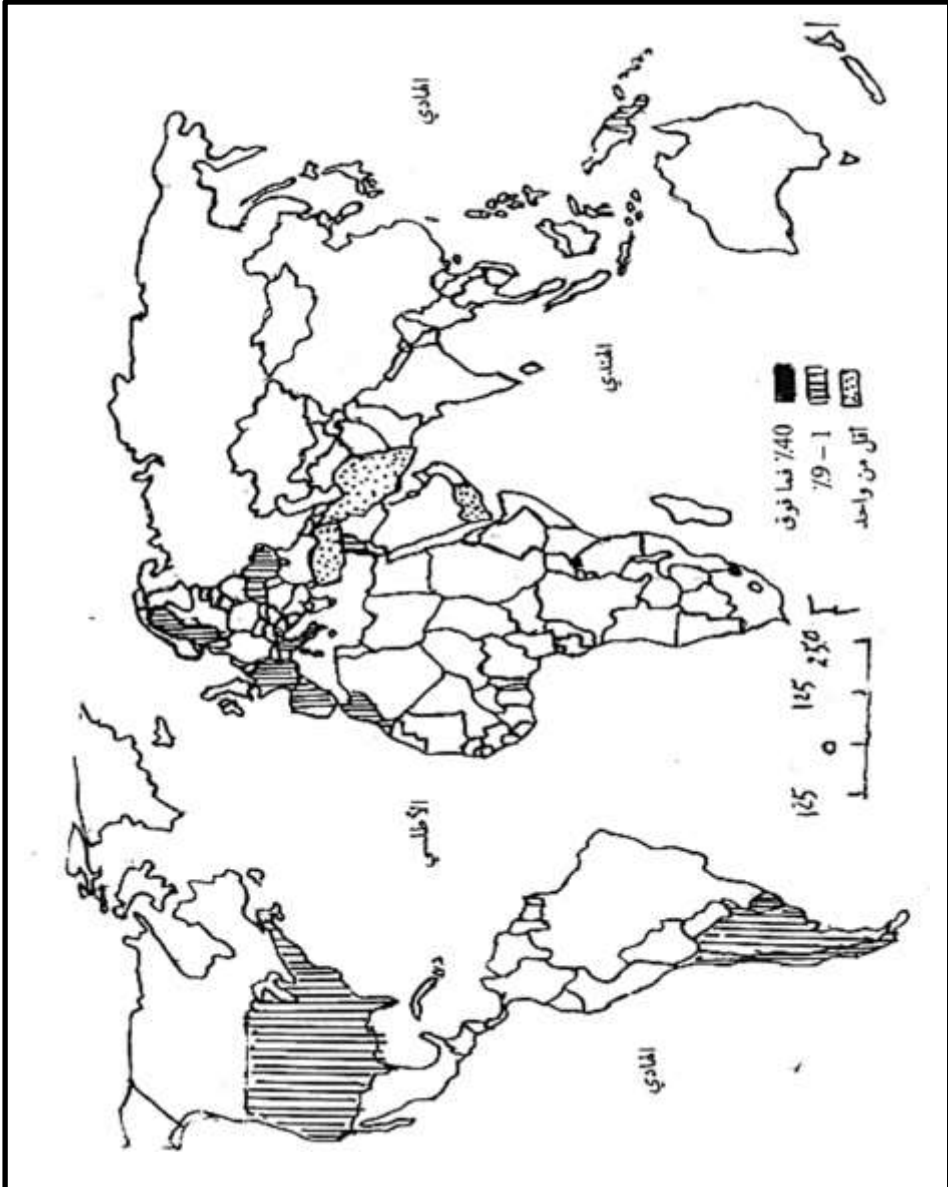 الهادي
الأطلسي
الهادي
الهندي
٪40 فما فوق
٪9 – 1
أقل من واحد
125 0 125 250